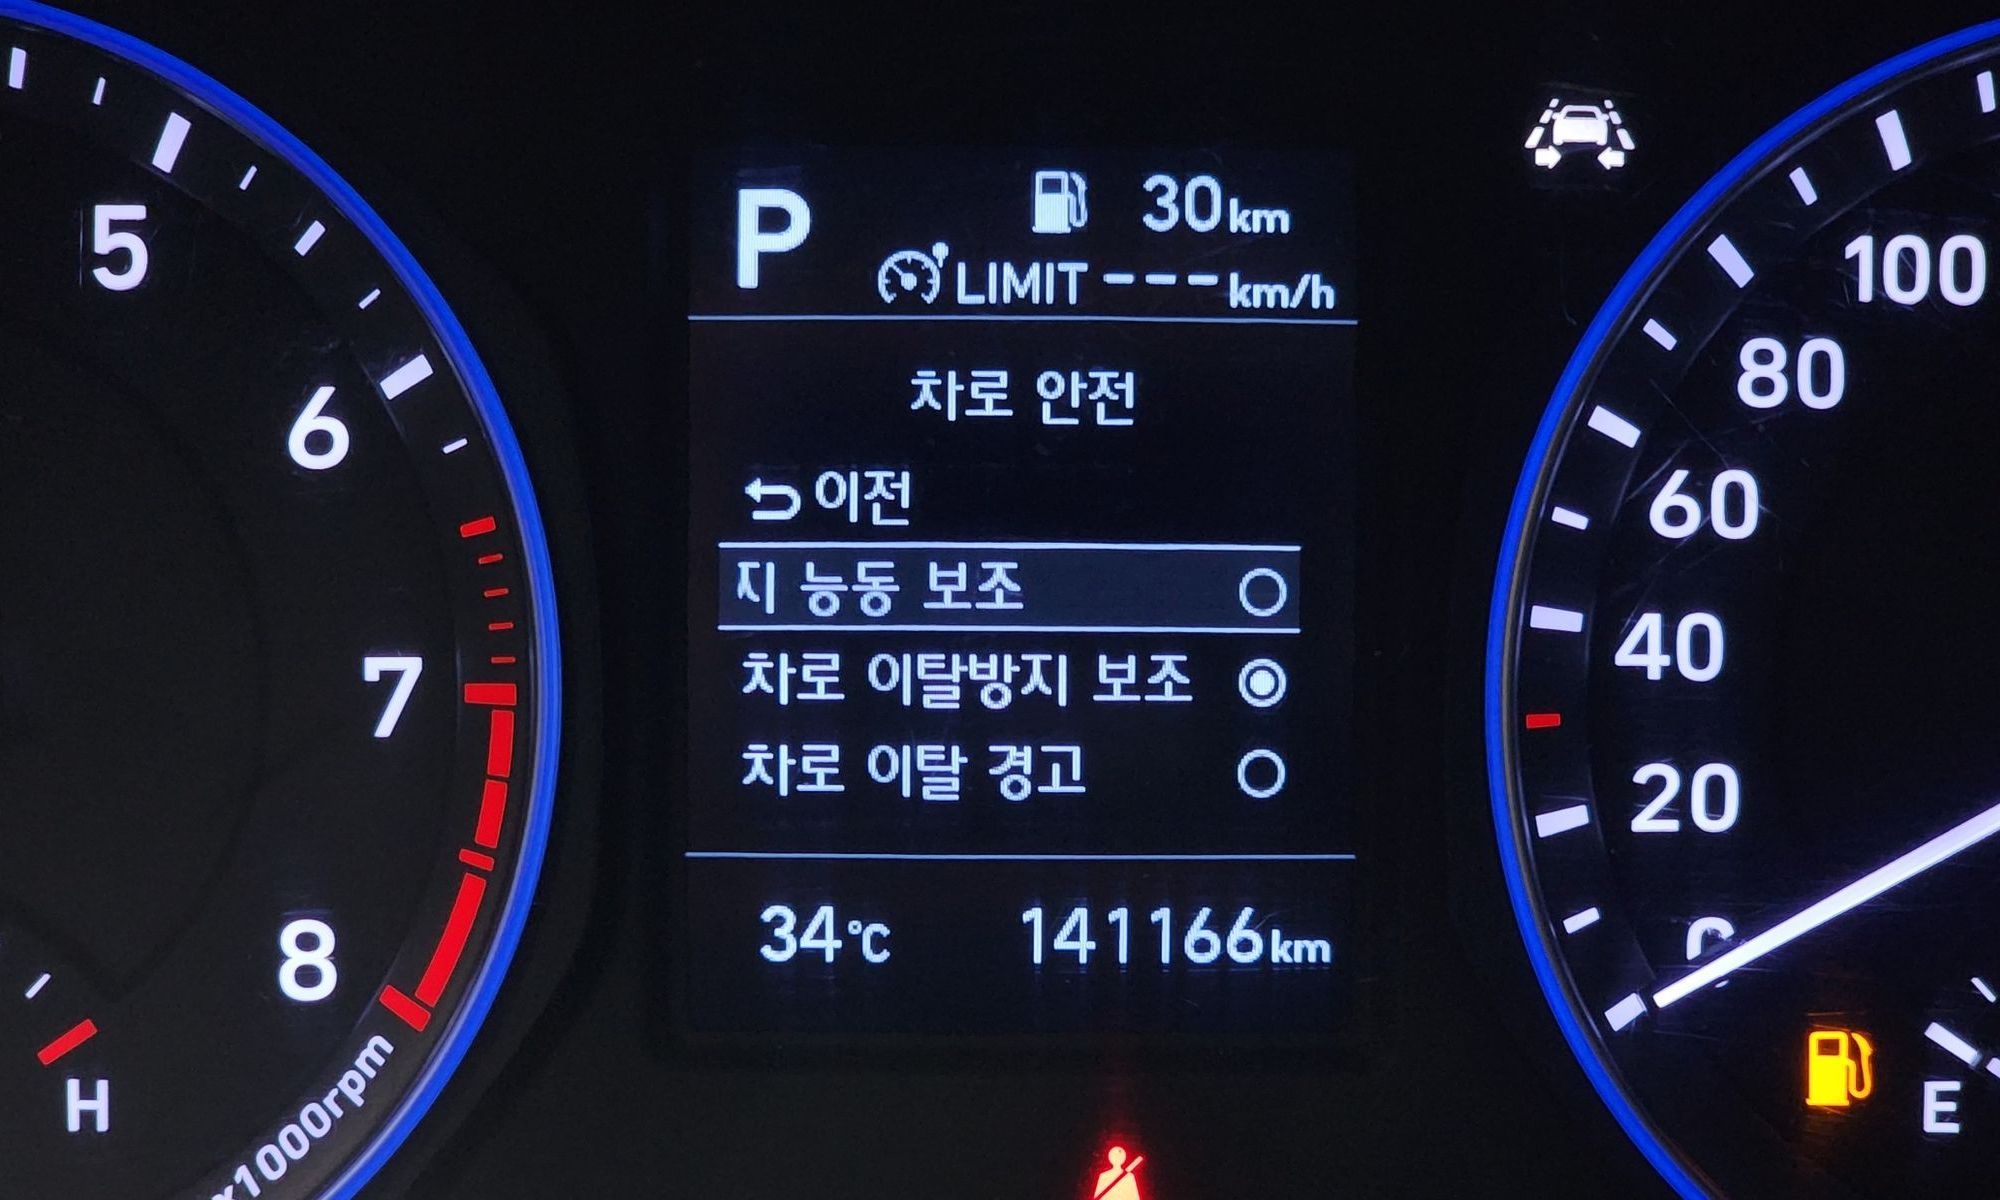 P
30km
LIMIT ---km/h
차로 안전
이전
지 능동 보조
차로 이탈방지 보조
차로 이탈 경고
34℃ 141166km
5
6
7
8
H
x1000rpm
100
80
60
40
20
0
E